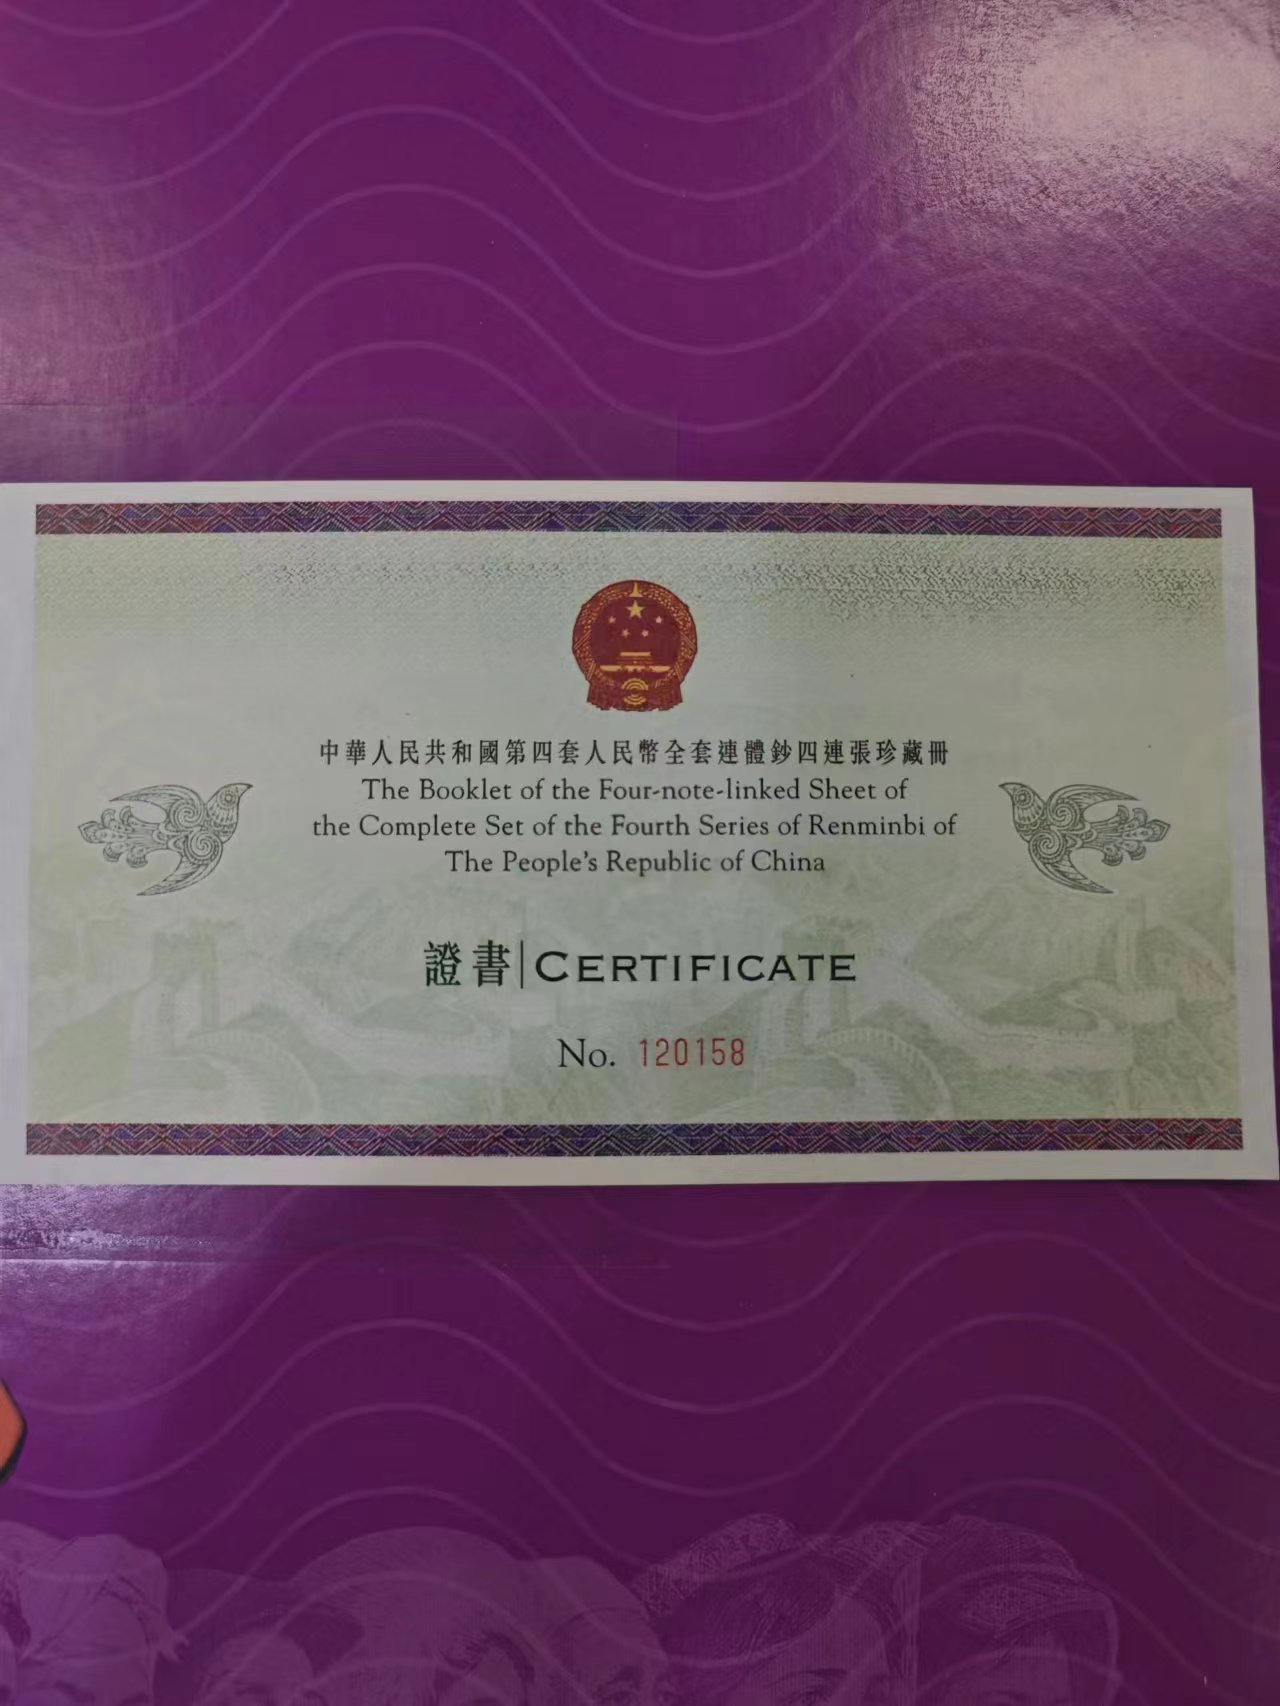 中華人民共和國第四套人民幣全套連體鈔四連張珍藏冊
The Booklet of the Four-note-linked Sheet of
the Complete Set of the Fourth Series of Renminbi of
The People's Republic of China
證書|CERTIFICATE
No. 120158